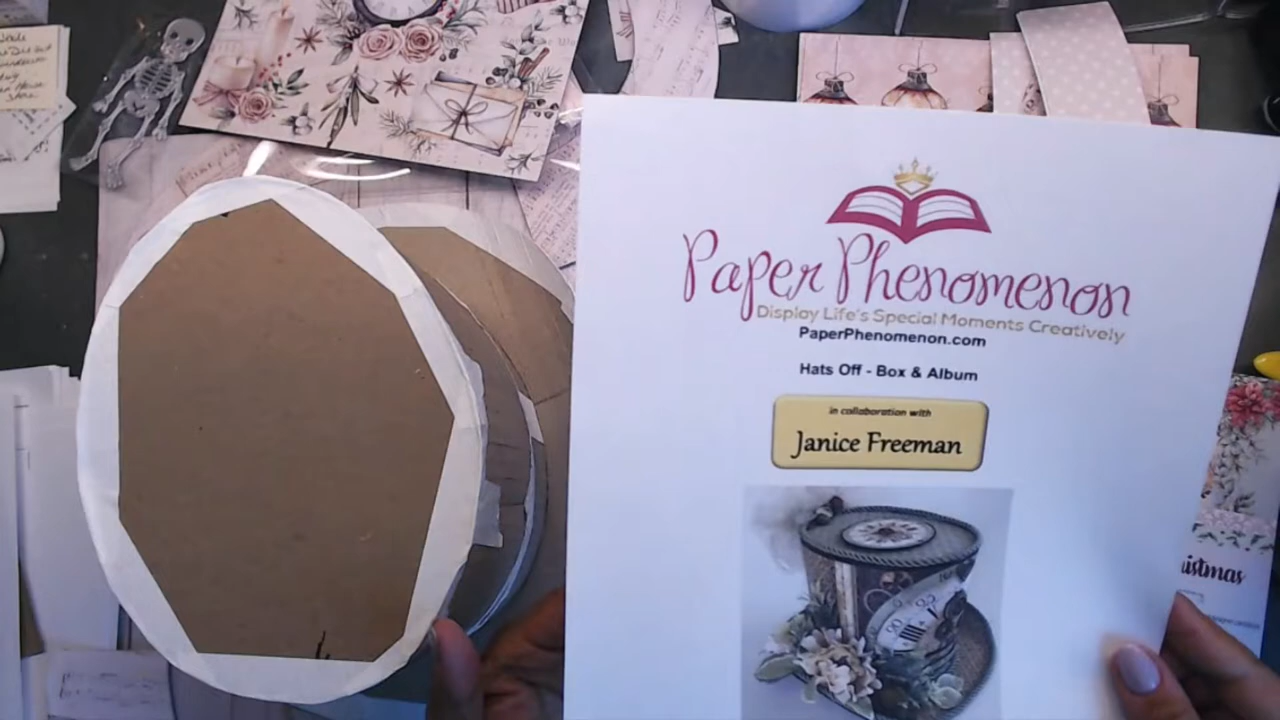 Paper Phenomenon
Display Life's Special Moments Creatively
PaperPhenomenon.com
Hats Off - Box & Album
in collaboration with
Janice Freeman
istmas